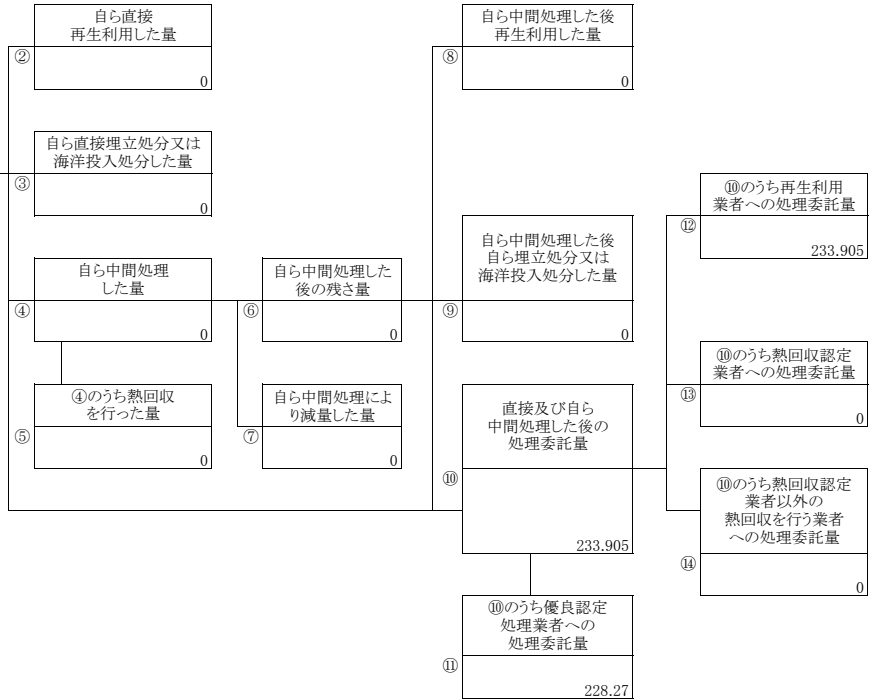 自ら直接
再生利用した量
②
0
自ら直接埋立処分又は
海洋投入処分した量
③
0
自ら中間処理
した量
④
0
④のうち熱回収
を行った量
⑤
0
自ら中間処理した
後の残さ量
⑥
0
自ら中間処理によ
り減量した量
⑦
0
自ら中間処理した後
再生利用した量
⑧
0
自ら中間処理した後
自ら埋立処分又は
海洋投入処分した量
⑨
0
直接及び自ら
中間処理した後の
処理委託量
⑩
233.905
⑩のうち優良認定
処理業者への
処理委託量
⑪
228.27
⑩のうち再生利用
業者への処理委託量
⑫
233.905
⑩のうち熱回収認定
業者への処理委託量
⑬
0
⑩のうち熱回収認定
業者以外の
熱回収を行う業者
への処理委託量
⑭
0